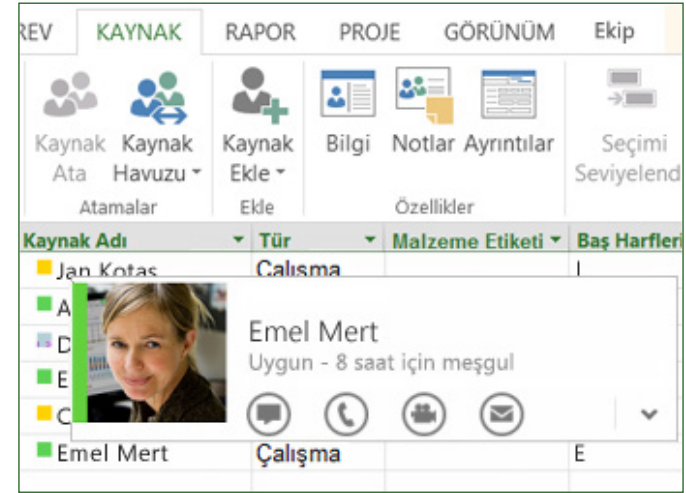 REV KAYNAK RAPOR PROJE GÖRÜNÜM Ekip
Kaynak Ata
Kaynak Havuzu
Kaynak Ekle
Bilgi
Notlar
Ayrıntılar
Seçimi Seviyelend
Atamalar
Ekle
Özellikler
Kaynak Adı Tür Malzeme Etiketi Baş Harfleri
Jan Kotas Çalışma
A
Emel Mert
Uygun - 8 saat için meşgul
D
E
Emel Mert Çalışma E